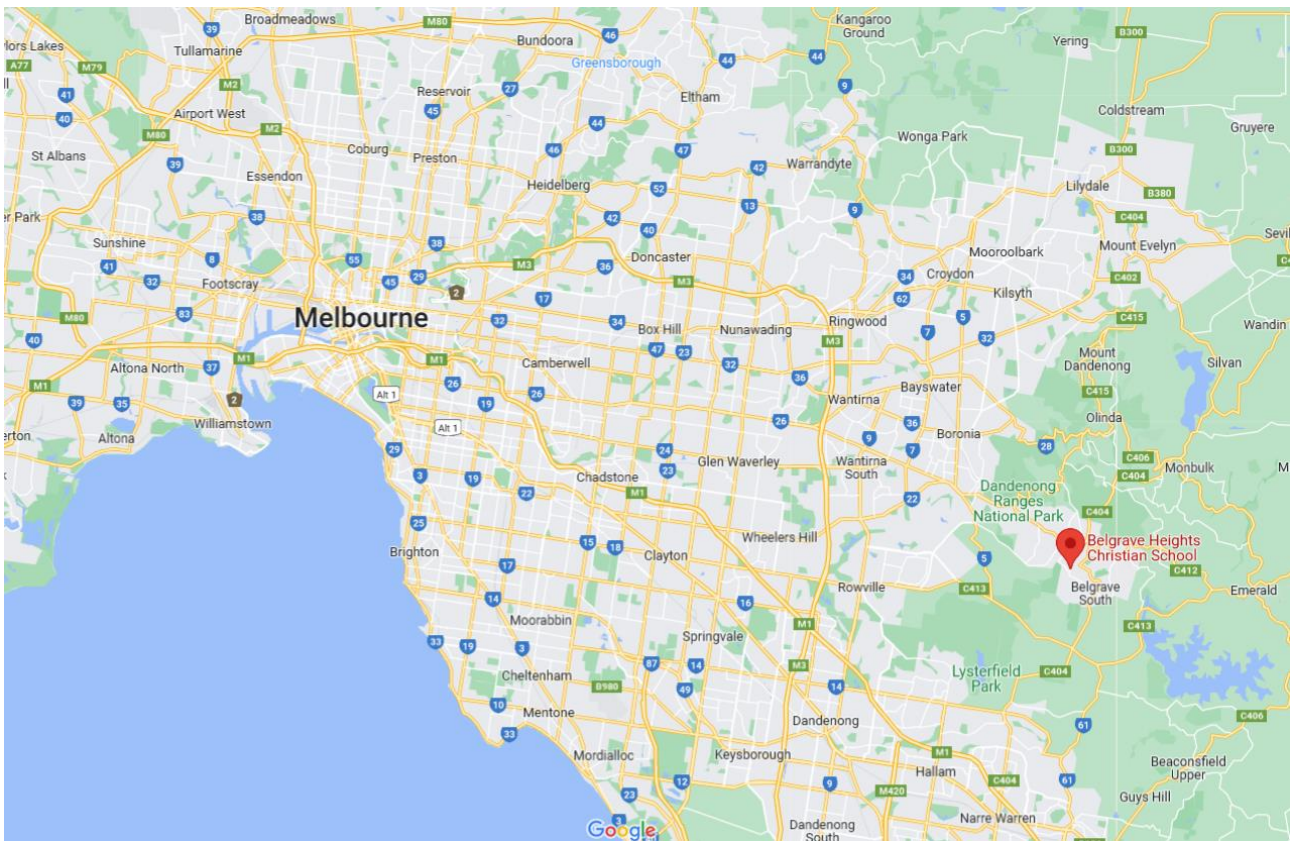 Broadmeadows
M80
46
Kangaroo
Ground
B300
39
Tullamarine
Bundoora
Yering
Greensborough
44
44
A77
M79
M2
Reservoir
27
9
41
Eltham
Coldstream
40
Airport West
45
M80
M2
44
Gruyere
39
Coburg
Preston
46
47
Wonga Park
B300
St Albans
Essendon
42
Warrandyte
Lilydale
Heidelberg
52
B380
13
9
38
42
C404
40
Sunshine
8
38
Mooroolbark
Mount Evelyn
41
32
55
M3
36
Doncaster
Croydon
34
C402
Footscray
45
29
2
M3
Kilsyth
62
17
83
M80
Melbourne
32
34
Box Hill
Nunawading
Ringwood
5
7
C415
Wandin
40
M3
32
M1
M1
Camberwell
47
23
32
Mount
Dandenong
Silvan
Altona North
37
36
Bayswater
M1
26
26
Alt 1
Wantirna
C415
39
35
2
19
Olinda
Altona
Williamstown
Alt 1
26
36
Boronia
9
28
29
24
7
C406
Glen Waverley
Wantirna
South
Monbulk
3
19
Chadstone
23
C404
22
M1
22
Dandenong
Ranges
National Park
C404
25
15
18
Wheelers Hill
Belgrave Heights
Christian School
Brighton
Clayton
5
17
C412
Rowville
C413
Belgrave
South
Emerald
14
16
Moorabbin
M1
C413
33
19
3
Springvale
87
14
M3
Lysterfield
Park
C404
Cheltenham
B980
49
14
10
Mentone
Dandenong
C406
33
61
Mordialloc
Keysborough
M1
Beaconsfield
Upper
12
9
Hallam
C404
61
23
M420
Guys Hill
3
Google
Dandenong
South
Narre Warren